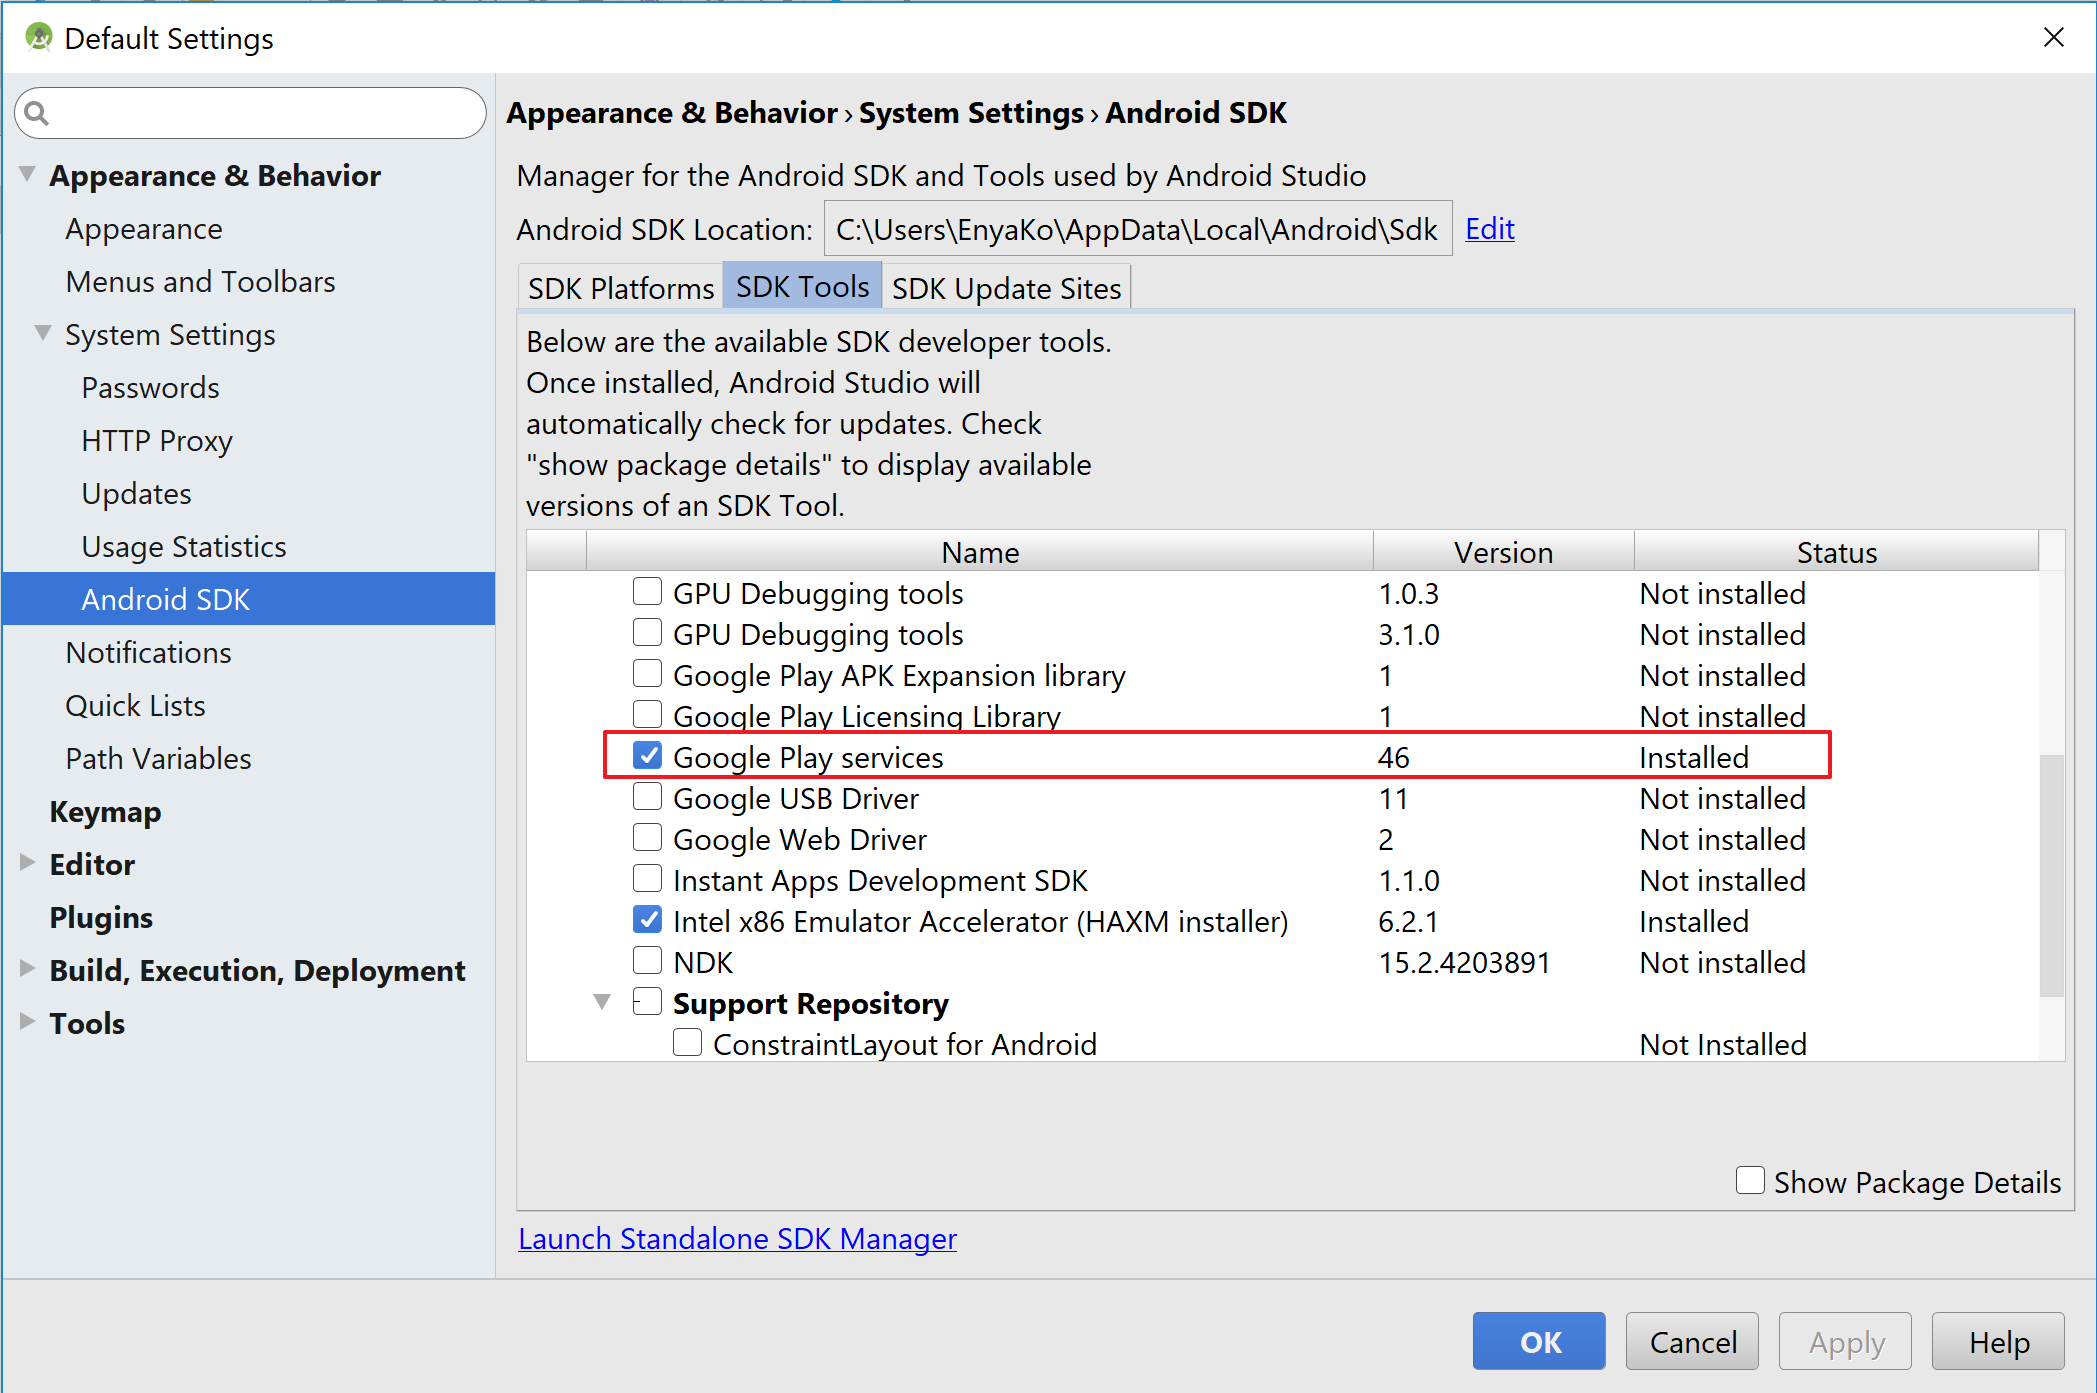 Default Settings
Appearance & Behavior
Appearance
Menus and Toolbars
System Settings
Passwords
HTTP Proxy
Updates
Usage Statistics
Android SDK
Notifications
Quick Lists
Path Variables
Keymap
Editor
Plugins
Build, Execution, Deployment
Tools
Appearance & Behavior › System Settings › Android SDK
Manager for the Android SDK and Tools used by Android Studio
Android SDK Location: C:\Users\EnyaKo\AppData\Local\Android\Sdk Edit
SDK Platforms SDK Tools SDK Update Sites
Below are the available SDK developer tools.
Once installed, Android Studio will
automatically check for updates. Check
"show package details" to display available
versions of an SDK Tool.
Name Version Status
GPU Debugging tools 1.0.3 Not installed
GPU Debugging tools 3.1.0 Not installed
Google Play APK Expansion library 1 Not installed
Google Play Licensing Library 1 Not installed
Google Play services 46 Installed
Google USB Driver 11 Not installed
Google Web Driver 2 Not installed
Instant Apps Development SDK 1.1.0 Not installed
Intel x86 Emulator Accelerator (HAXM installer) 6.2.1 Installed
NDK 15.2.4203891 Not installed
Support Repository
ConstraintLayout for Android Not Installed
Show Package Details
Launch Standalone SDK Manager
OK Cancel Apply Help